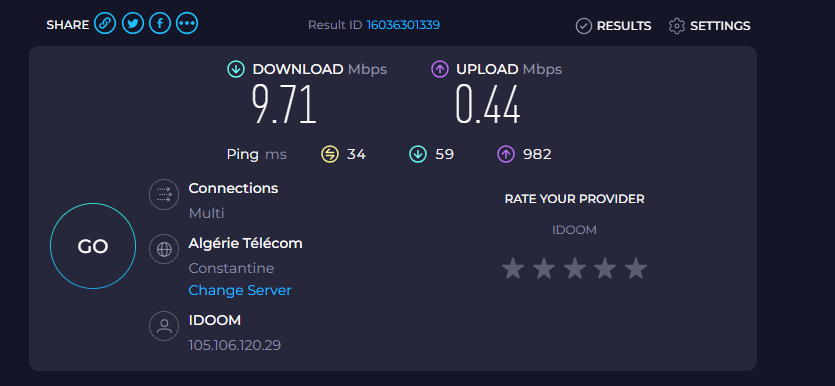 SHARE
Result ID 16036301339
RESULTS
SETTINGS
DOWNLOAD Mbps
9.71
UPLOAD Mbps
0.44
Ping ms 34 59 982
Connections
Multi
GO
Algérie Télécom
Constantine
Change Server
IDOOM
105.106.120.29
RATE YOUR PROVIDER
IDOOM